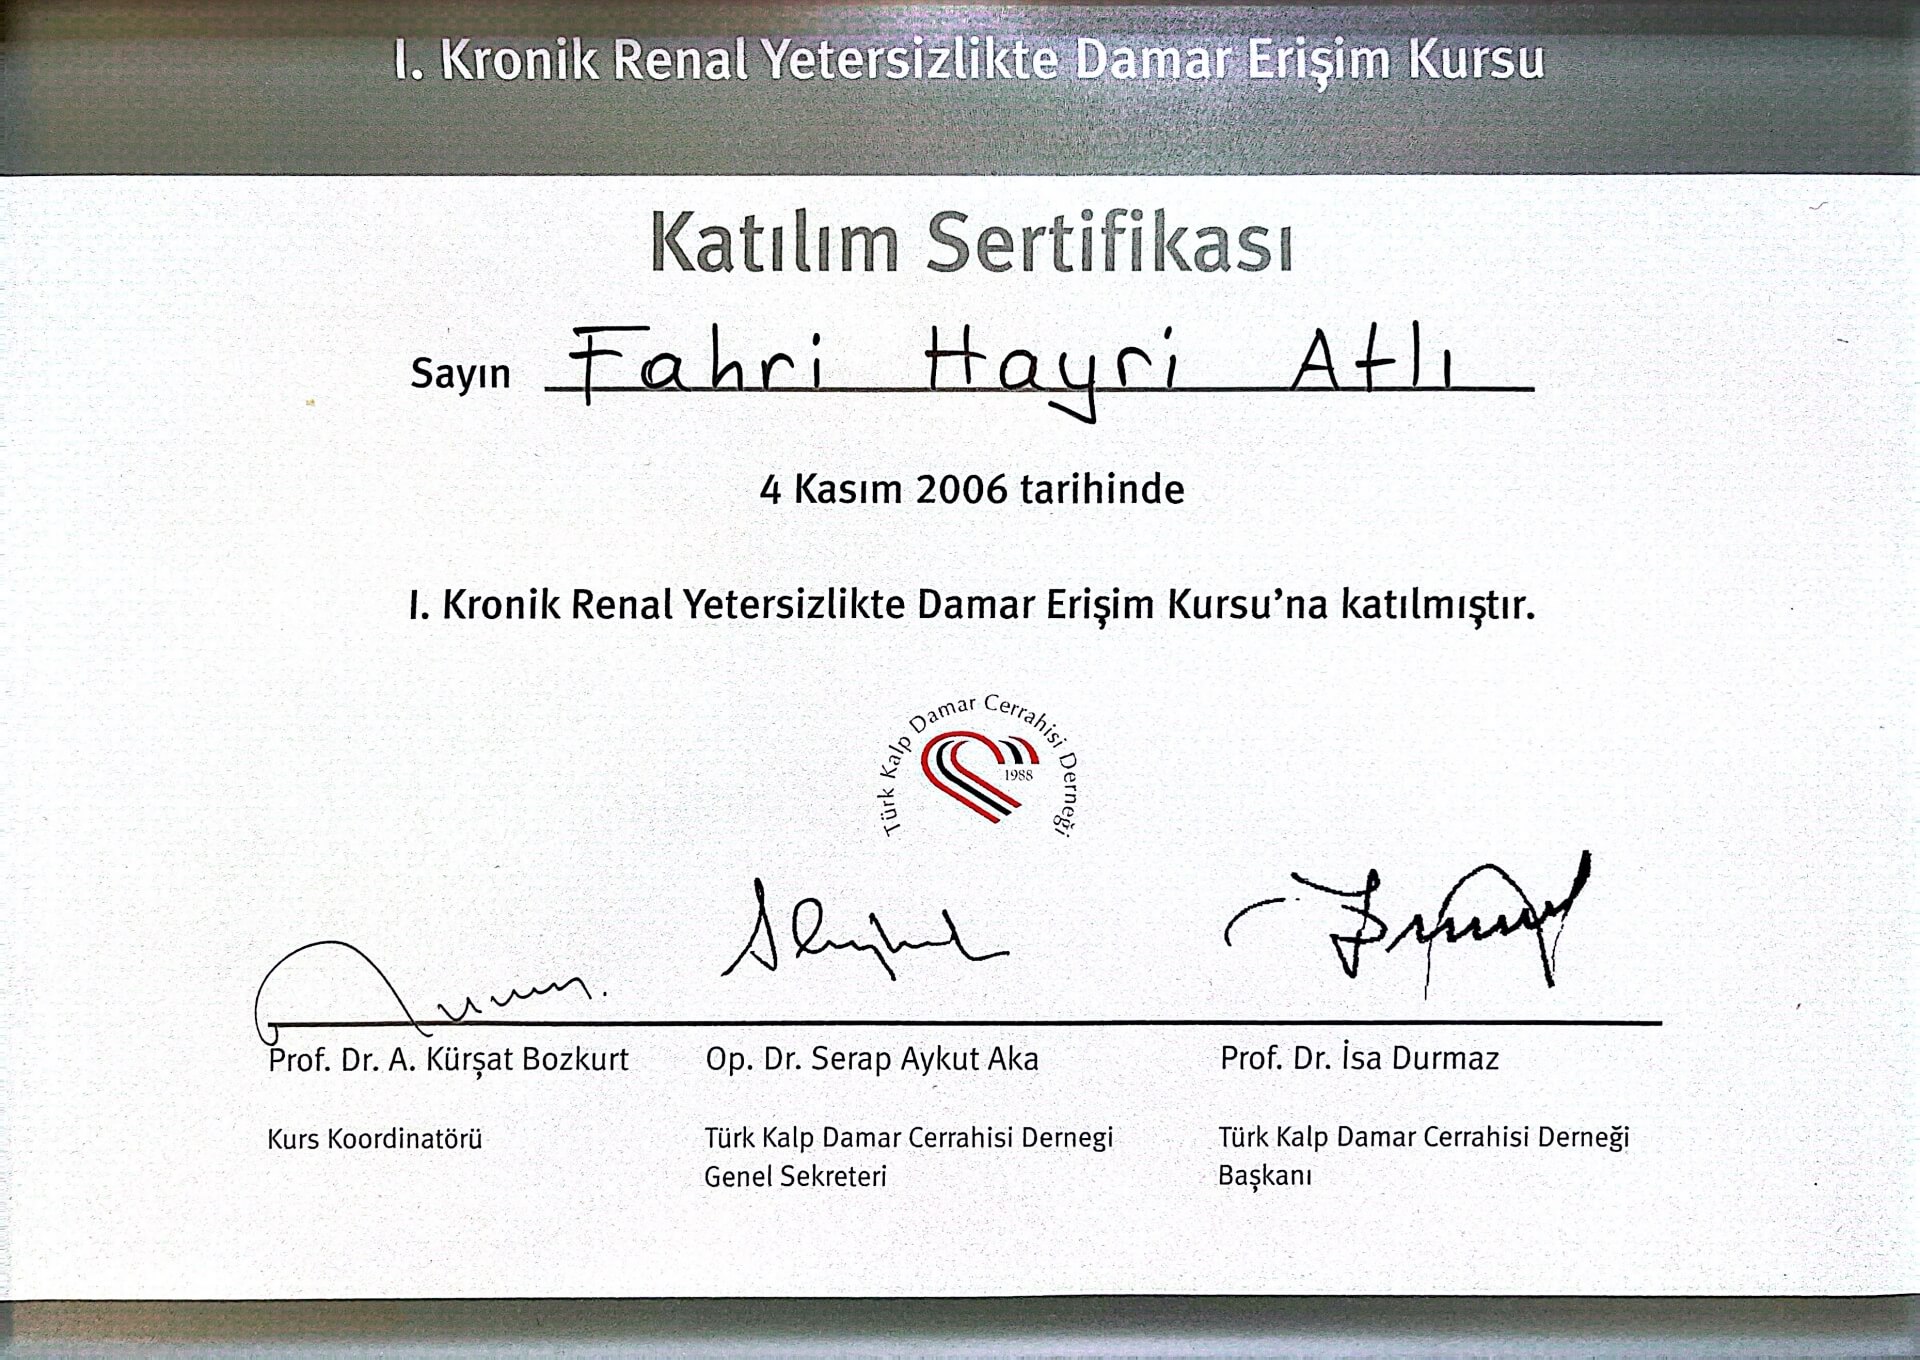 I. Kronik Renal Yetersizlikte Damar Erişim Kursu
Katılım Sertifikası
Sayın Fahri Hayri Atlı
4 Kasım 2006 tarihinde
I. Kronik Renal Yetersizlikte Damar Erişim Kursu'na katılmıştır.
Türk Kalp Damar Cerrahisi Derneği
1988
Prof. Dr. A. Kürşat Bozkurt Op. Dr. Serap Aykut Aka Prof. Dr. İsa Durmaz
Kurs Koordinatörü Türk Kalp Damar Cerrahisi Dernegi Türk Kalp Damar Cerrahisi Derneği
Genel Sekreteri Başkanı